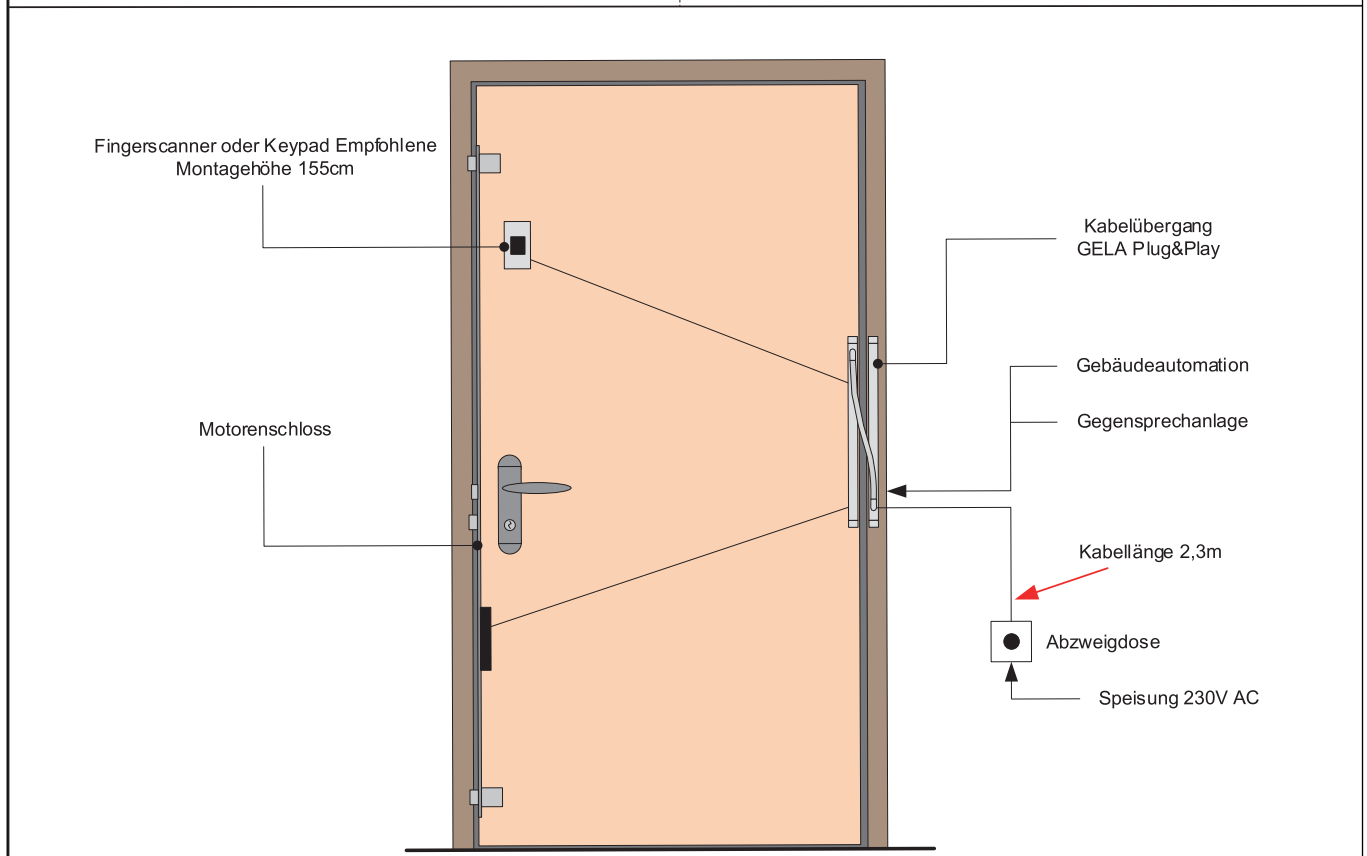 Fingerscanner oder Keypad Empfohlene
Montagehöhe 155cm
Kabelübergang
GELA Plug&Play
Gebäudeautomation
Gegensprechanlage
Motorenschloss
Kabellänge 2,3m
Abzweigdose
Speisung 230V AC